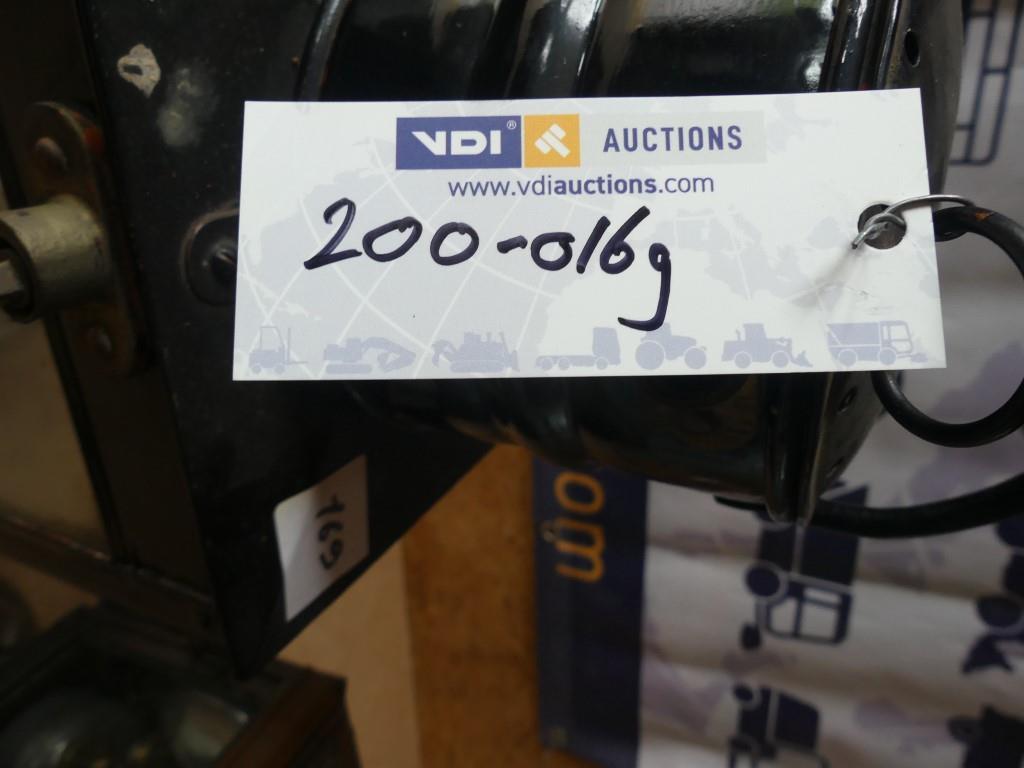 VDI® AUCTIONS
www.vdiauctions.com
200-016g
169
om